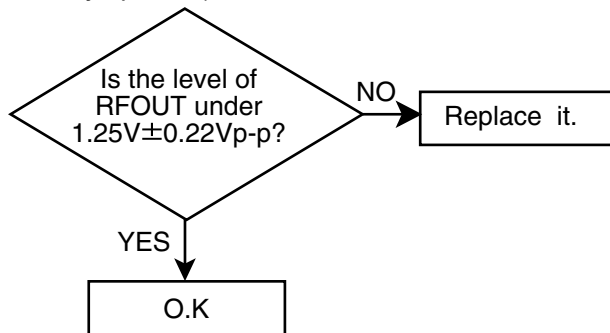 Is the level of
RFOUT under
1.25V±0.22Vp-p?
NO
Replace it.
YES
O.K